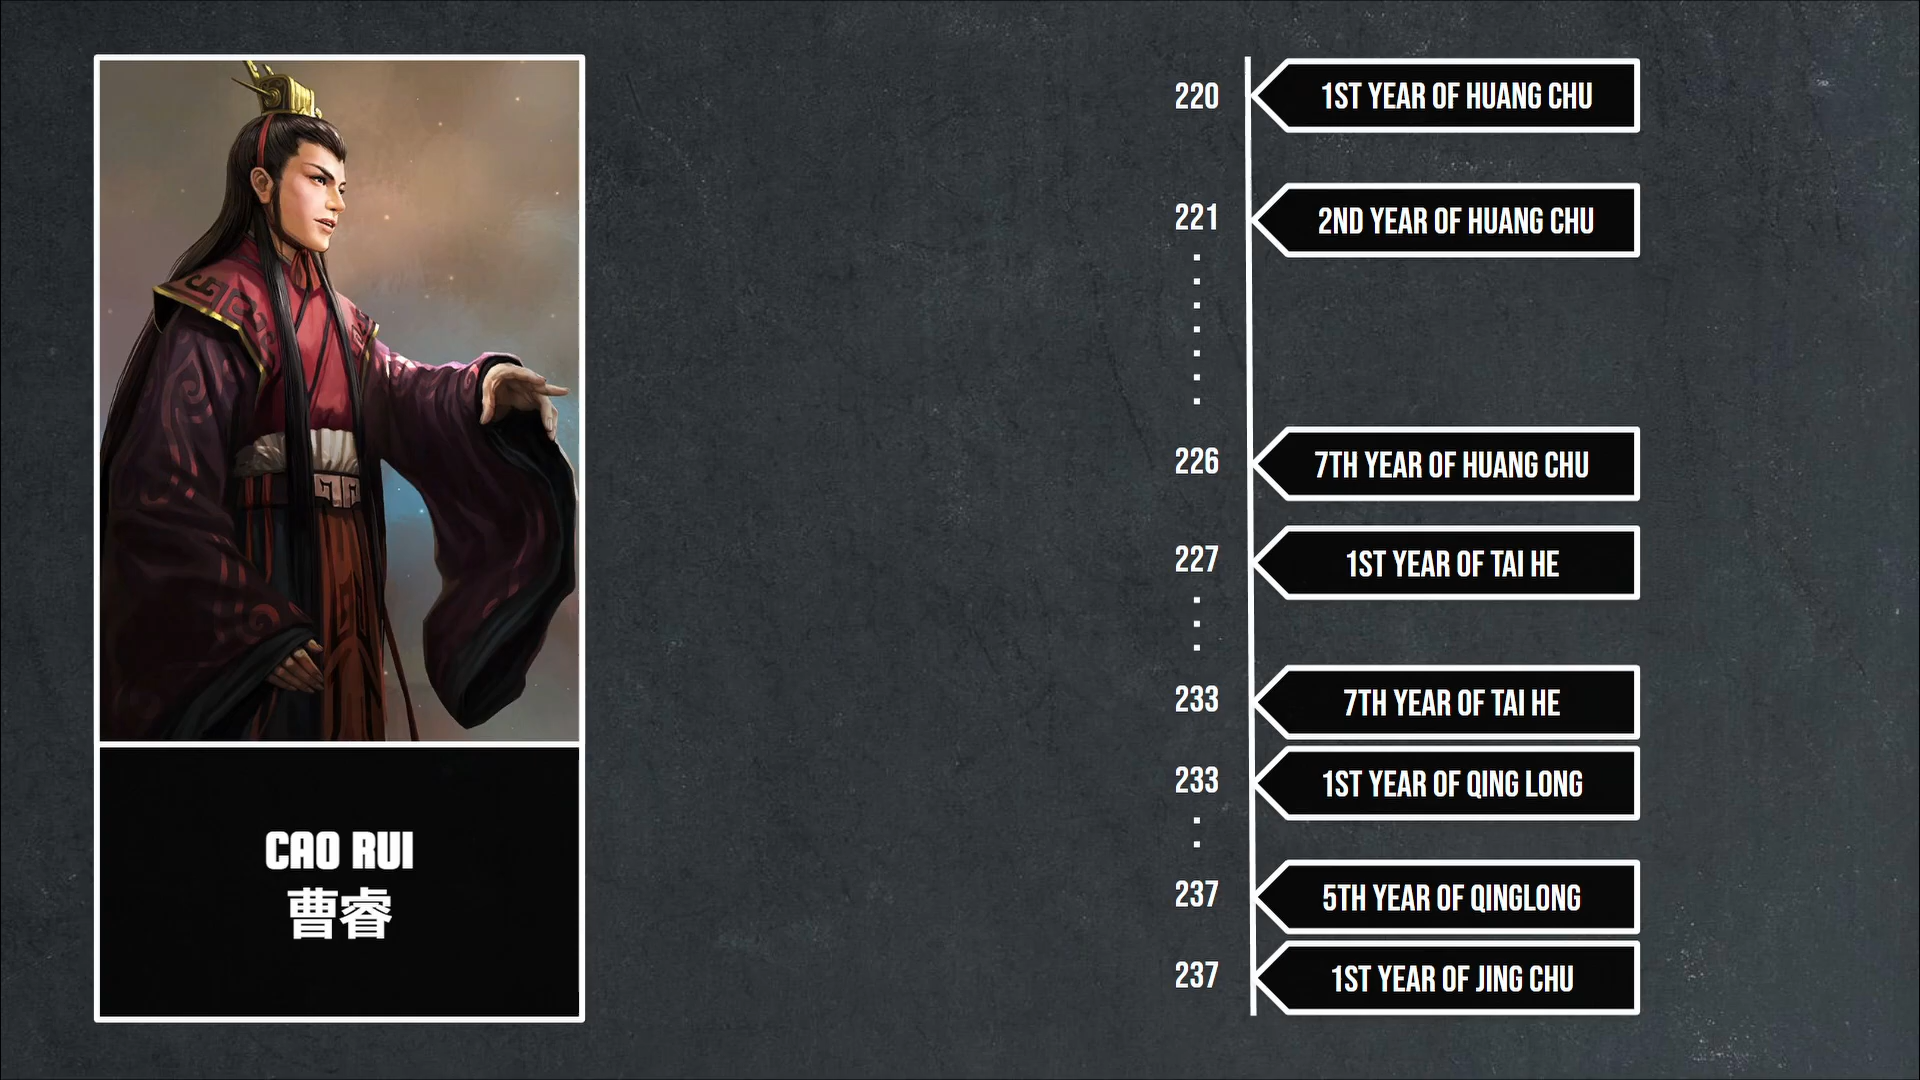 CAO RUI
曹睿
220
1ST YEAR OF HUANG CHU
221
2ND YEAR OF HUANG CHU
226
7TH YEAR OF HUANG CHU
227
1ST YEAR OF TAI HE
233
7TH YEAR OF TAI HE
233
1ST YEAR OF QING LONG
237
5TH YEAR OF QINGLONG
237
1ST YEAR OF JING CHU